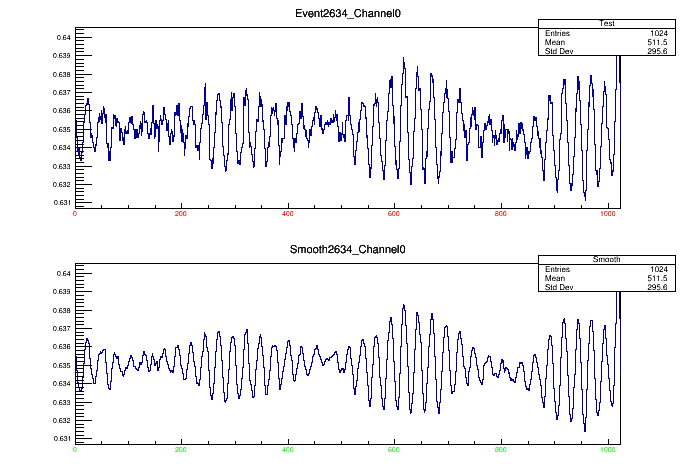 Event2634_Channel0
Test
Entries 1024
Mean 511.5
Std Dev 295.6
0.64
0.639
0.638
0.637
0.636
0.635
0.634
0.633
0.632
0.631
0 200 400 600 800 1000
Smooth2634_Channel0
Smooth
Entries 1024
Mean 511.5
Std Dev 295.6
0.64
0.639
0.638
0.637
0.636
0.635
0.634
0.633
0.632
0.631
0 200 400 600 800 1000